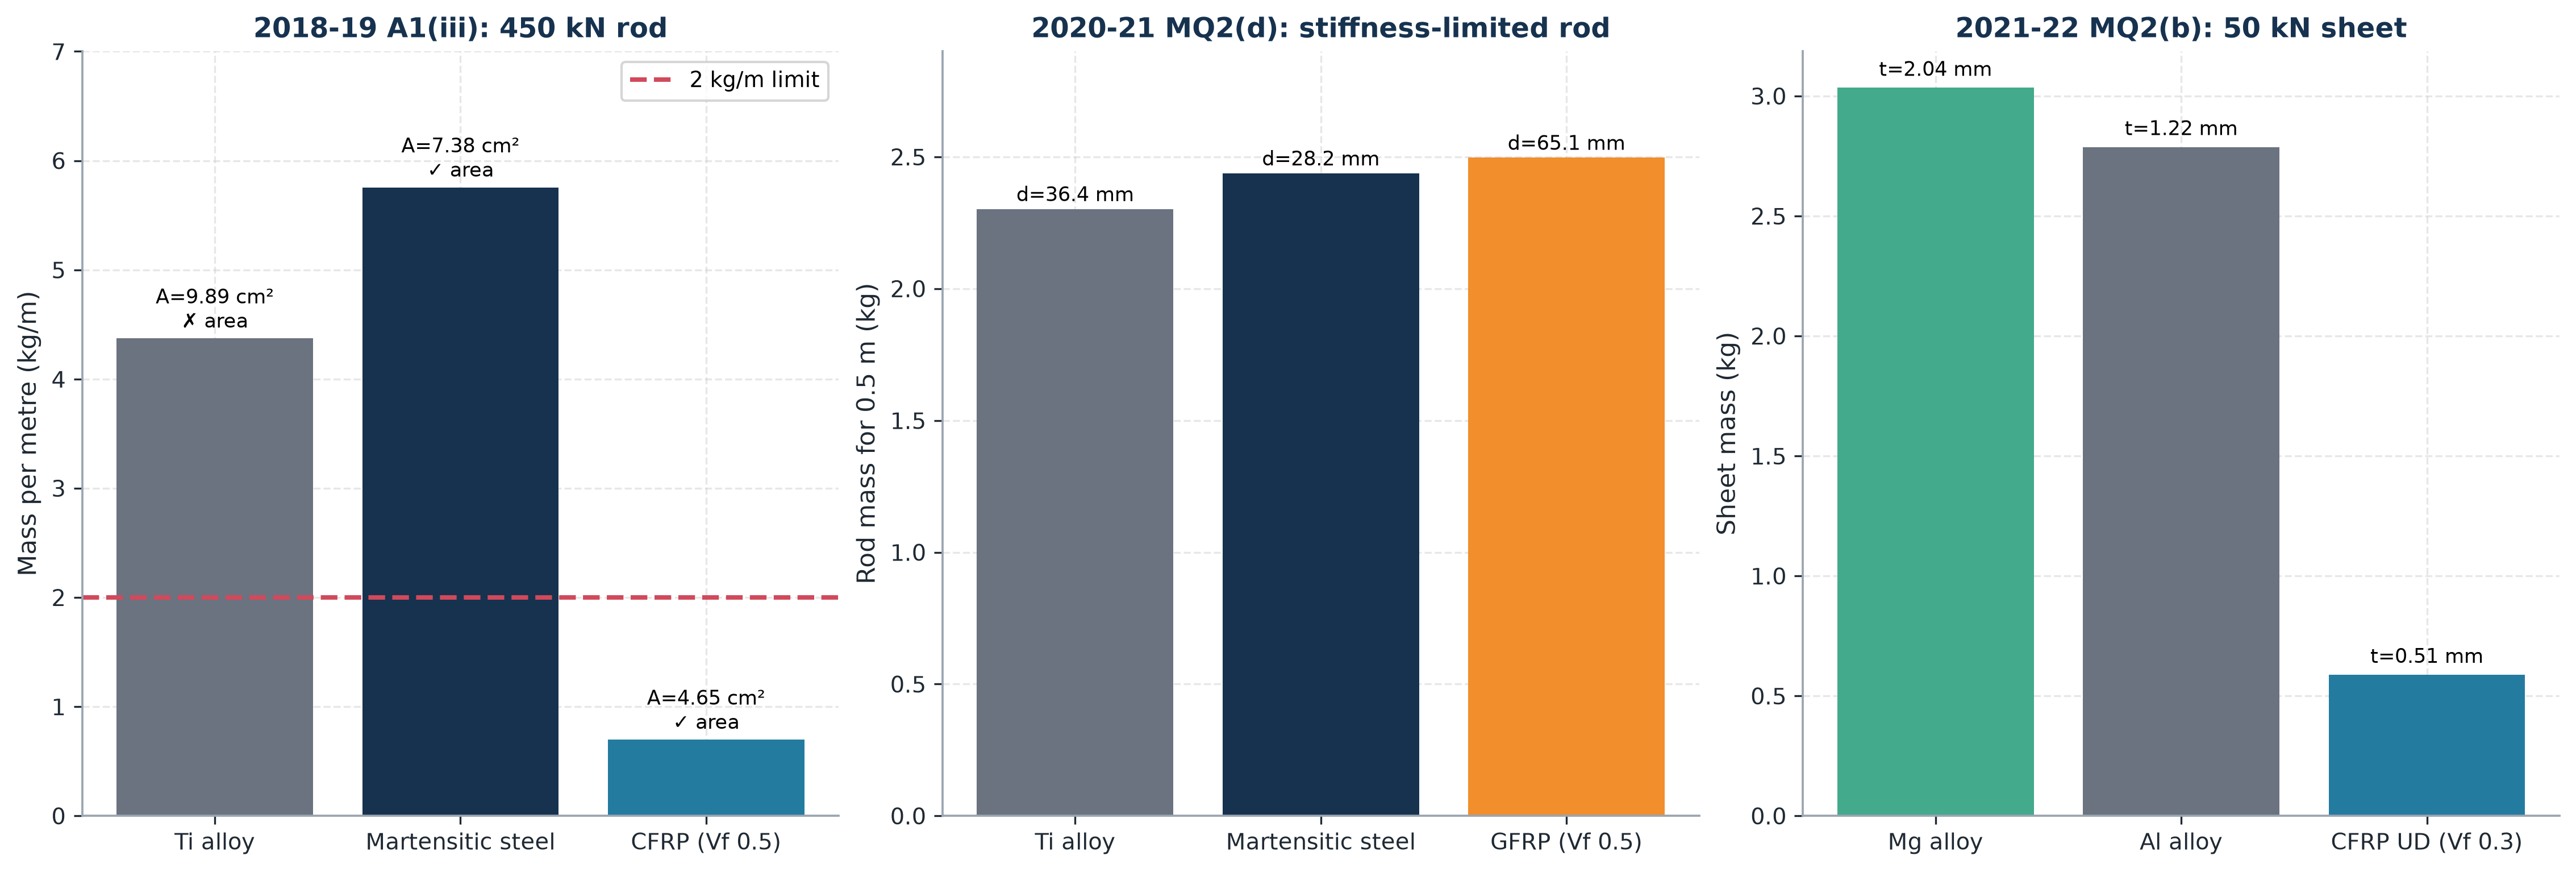 2018-19 A1(iii): 450 kN rod
Mass per metre (kg/m)
7
6
5
4
3
2
1
0
2 kg/m limit
A=9.89 cm²
✗ area
A=7.38 cm²
✓ area
A=4.65 cm²
✓ area
Ti alloy
Martensitic steel
CFRP (Vf 0.5)
2020-21 MQ2(d): stiffness-limited rod
Rod mass for 0.5 m (kg)
2.5
2.0
1.5
1.0
0.5
0.0
d=36.4 mm
d=28.2 mm
d=65.1 mm
Ti alloy
Martensitic steel
GFRP (Vf 0.5)
2021-22 MQ2(b): 50 kN sheet
Sheet mass (kg)
3.0
2.5
2.0
1.5
1.0
0.5
0.0
t=2.04 mm
t=1.22 mm
t=0.51 mm
Mg alloy
Al alloy
CFRP UD (Vf 0.3)